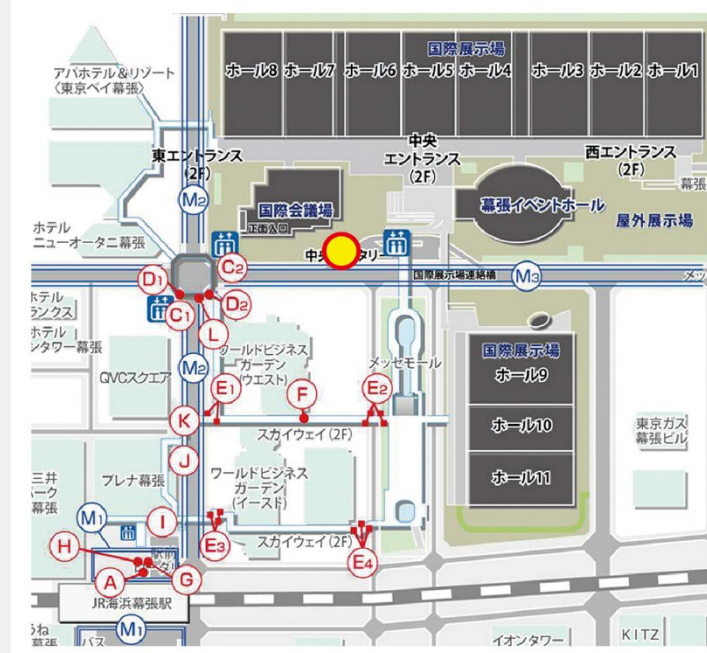 国際展示場
アパホテル&リゾート
〈東京ベイ幕張〉
ホール8
ホール7
ホール6
ホール5
ホール4
ホール3
ホール2
ホール1
東エントランス
(2F)
中央
エントランス
(2F)
西エントランス
(2F)
幕張
M2
国際会議場
正面入口
幕張イベントホール
屋外展示場
ホテル
ニューオータニ幕張
C2
中央
タリー
国際展示場連絡橋
M3
メッ
D1
D2
C1
L
ホテル
ランクス
ホテル
ンタワー幕張
QVCスクエア
M2
ワールドビジネス
ガーデン
(ウエスト)
メッセモール
国際展示場
ホール9
ホール10
ホール11
E1
F
E2
K
スカイウェイ(2F)
東京ガス
幕張ビル
J
プレナ幕張
ワールドビジネス
ガーデン
(イースト)
三井
ーク
幕張
M1
I
E3
スカイウェイ(2F)
E4
H
駅前
A
G
JR海浜幕張駅
M1
バス
うね
幕張
イオンタワー
KITZ